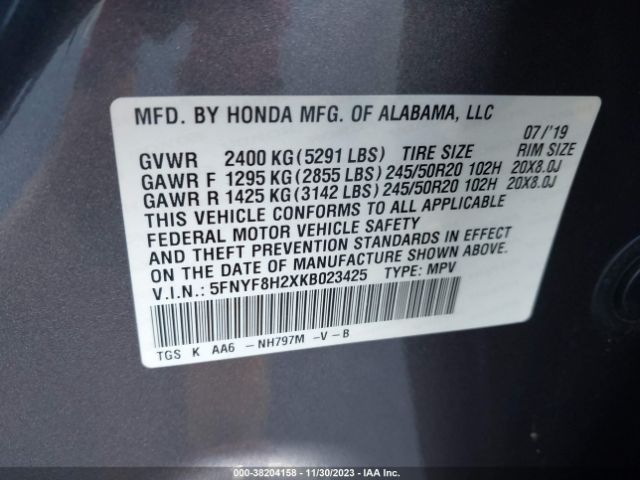 MFD. BY HONDA MFG. OF ALABAMA, LLC
07/'19
GVWR 2400 KG(5291 LBS) TIRE SIZE RIM SIZE
GAWR F 1295 KG(2855 LBS) 245/50R20 102H 20X8.0J
GAWR R 1425 KG(3142 LBS) 245/50R20 102H 20X8.0J
THIS VEHICLE CONFORMS TO ALL APPLICABLE
FEDERAL MOTOR VEHICLE SAFETY
AND THEFT PREVENTION STANDARDS IN EFFECT
ON THE DATE OF MANUFACTURE SHOWN ABOVE.
V.I.N.: 5FNYF8H2XKB023425 TYPE: MPV
TGS K AA6 -NH797M -V-B
000-38204158 - 11/30/2023 - IAA Inc.